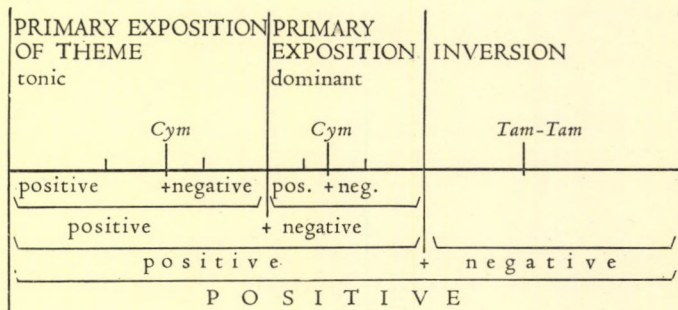 PRIMARY EXPOSITION
OF THEME
tonic
PRIMARY
EXPOSITION
dominant
INVERSION
Cym
Cym
Tam-Tam
positive +negative pos. + neg.
positive + negative
positive + negative
POSITIVE